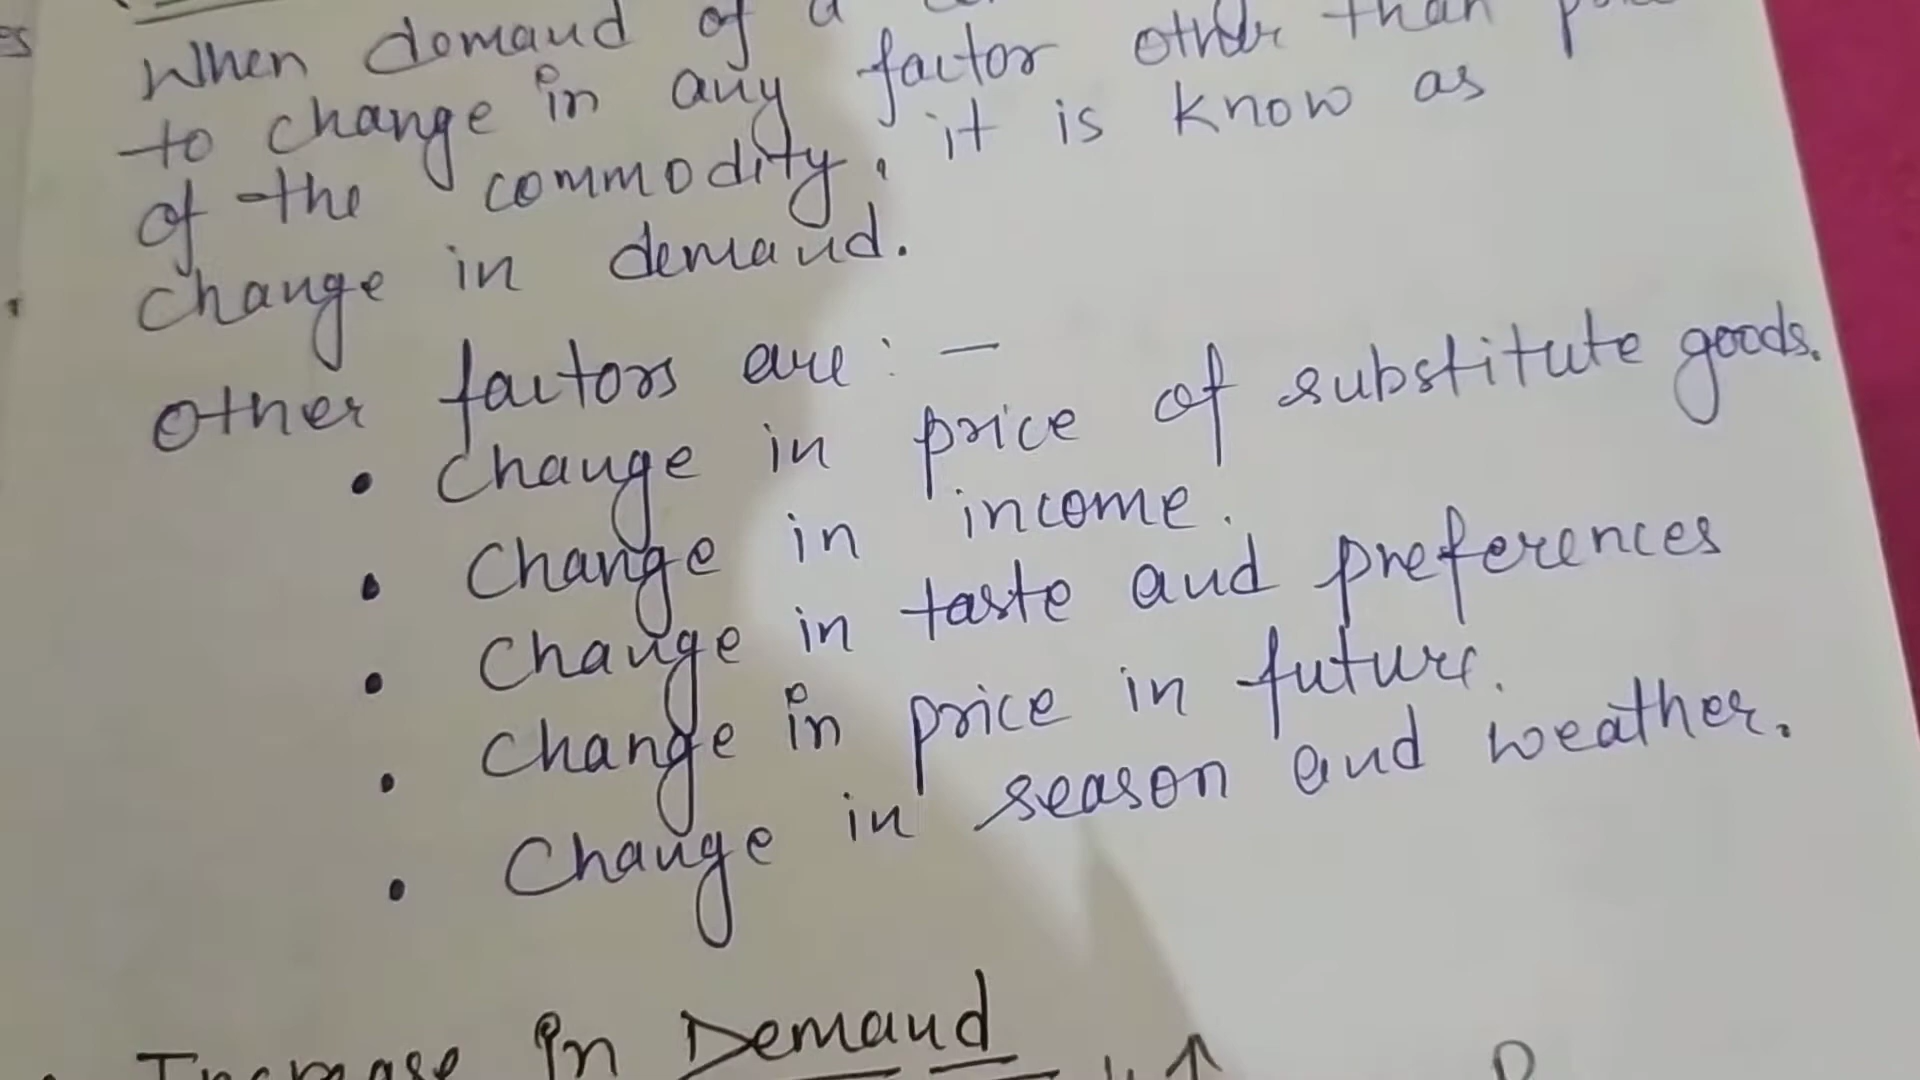 When demand of a
to change in any factor other than
of the commodity, it is know as
change in demand.
Other factors are : —
• Change in price of substitute goods.
• Change in income.
• Change in taste and preferences
• Change in price in future.
• Change in season and weather.
Increase in Demand